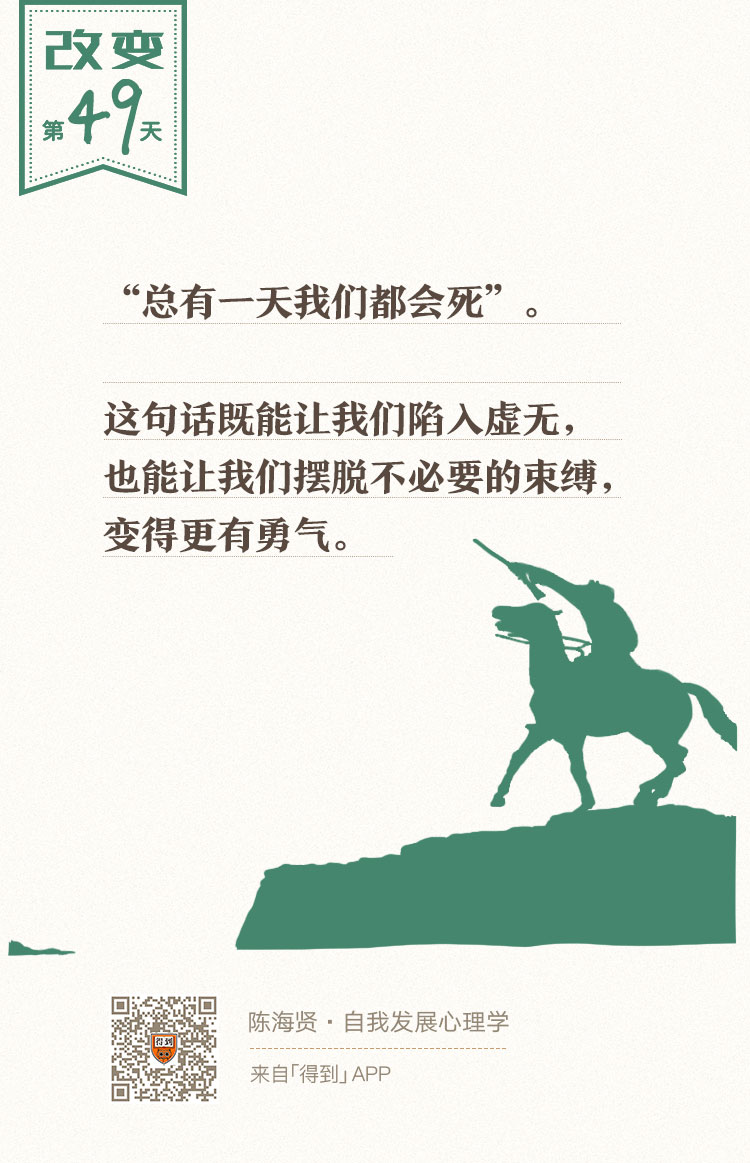 改变
第49天
“总有一天我们都会死”。
这句话既能让我们陷入虚无，
也能让我们摆脱不必要的束缚，
变得更有勇气。
得到
陈海贤·自我发展心理学
来自「得到」APP